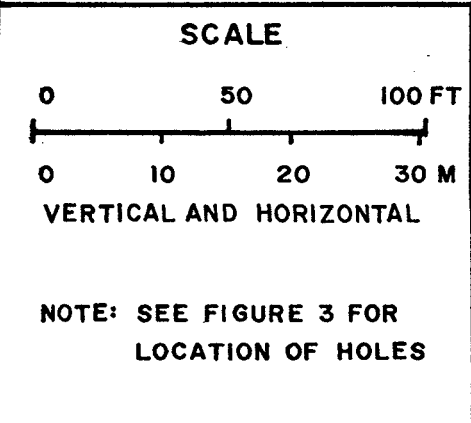 SCALE
0 50 100 FT
0 10 20 30 M
VERTICAL AND HORIZONTAL
NOTE: SEE FIGURE 3 FOR
LOCATION OF HOLES